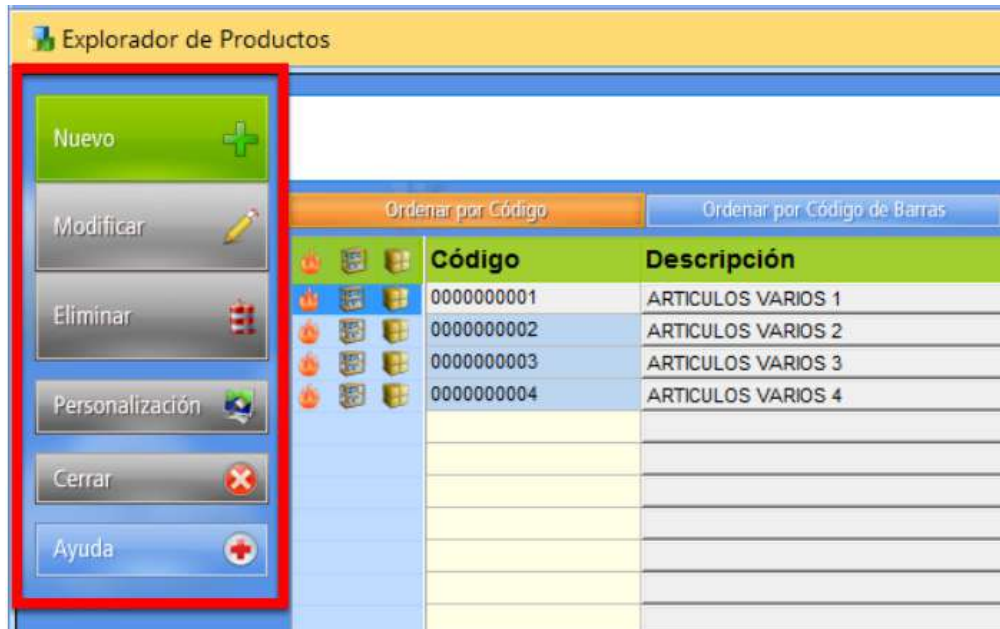 Explorador de Productos
Nuevo
Modificar
Eliminar
Personalización
Cerrar
Ayuda
Ordenar por Código
Ordenar por Código de Barras
Código Descripción
0000000001 ARTICULOS VARIOS 1
0000000002 ARTICULOS VARIOS 2
0000000003 ARTICULOS VARIOS 3
0000000004 ARTICULOS VARIOS 4